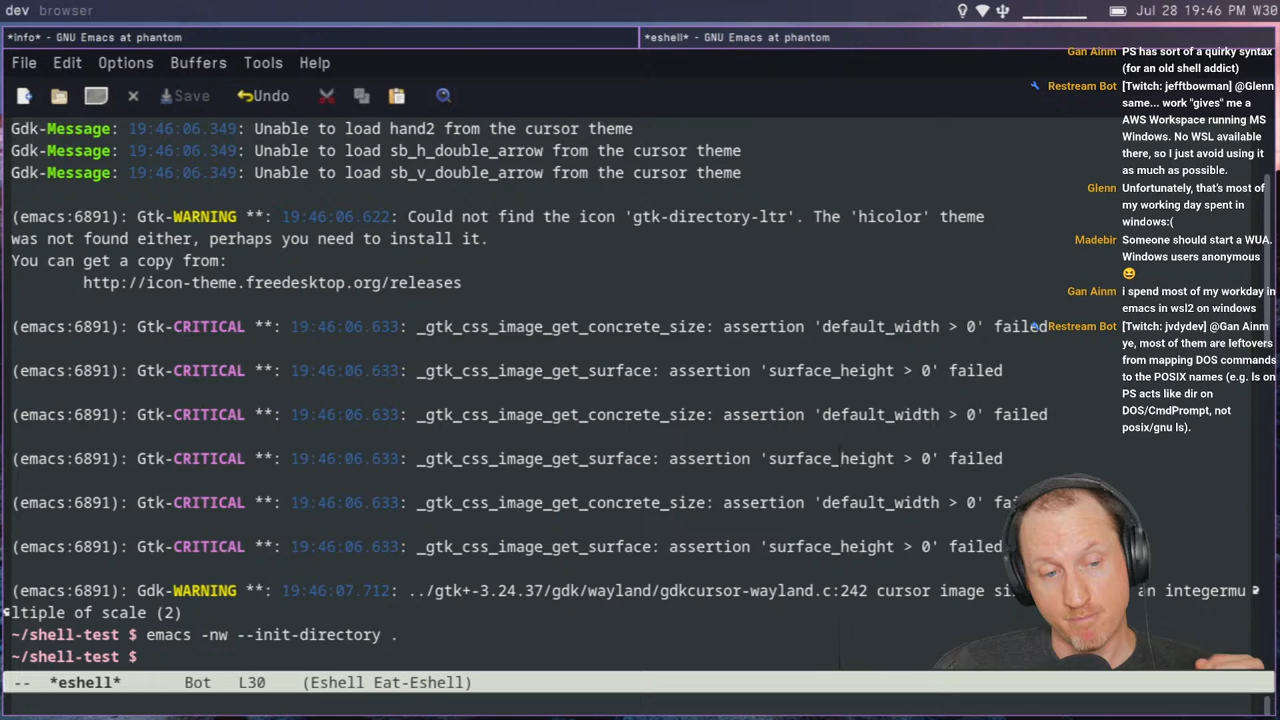 dev browser
Jul 28 19:46 PM W30
*info* - GNU Emacs at phantom
*eshell* - GNU Emacs at phantom
File Edit Options Buffers Tools Help
Save Undo
Gdk-Message: 19:46:06.349: Unable to load hand2 from the cursor theme
Gdk-Message: 19:46:06.349: Unable to load sb_h_double_arrow from the cursor theme
Gdk-Message: 19:46:06.349: Unable to load sb_v_double_arrow from the cursor theme
(emacs:6891): Gtk-WARNING **: 19:46:06.622: Could not find the icon 'gtk-directory-ltr'. The 'hicolor' theme
was not found either, perhaps you need to install it.
You can get a copy from:
http://icon-theme.freedesktop.org/releases
(emacs:6891): Gtk-CRITICAL **: 19:46:06.633: _gtk_css_image_get_concrete_size: assertion 'default_width > 0' failed
(emacs:6891): Gtk-CRITICAL **: 19:46:06.633: _gtk_css_image_get_surface: assertion 'surface_height > 0' failed
(emacs:6891): Gtk-CRITICAL **: 19:46:06.633: _gtk_css_image_get_concrete_size: assertion 'default_width > 0' failed
(emacs:6891): Gtk-CRITICAL **: 19:46:06.633: _gtk_css_image_get_surface: assertion 'surface_height > 0' failed
(emacs:6891): Gtk-CRITICAL **: 19:46:06.633: _gtk_css_image_get_concrete_size: assertion 'default_width > 0'
(emacs:6891): Gtk-CRITICAL **: 19:46:06.633: _gtk_css_image_get_surface: assertion 'surface_height > 0' failed
(emacs:6891): Gdk-WARNING **: 19:46:07.712: ../gtk+-3.24.37/gdk/wayland/gdkcursor-wayland.c:242 cursor image an integermu
ltiple of scale (2)
~/shell-test $ emacs -nw --init-directory .
~/shell-test $
-- *eshell* Bot L30 (Eshell Eat-Eshell)
Gan Ainm PS has sort of a quirky syntax
(for an old shell addict)
Restream Bot [Twitch: jefftbowman] @Glenn
same... work "gives" me a
AWS Workspace running MS
Windows. No WSL available
there, so I just avoid using it
as much as possible.
Glenn Unfortunately, that's most of
my working day spent in
windows:(
Madebir Someone should start a WUA.
Windows users anonymous
😆
Gan Ainm i spend most of my workday in
emacs in wsl2 on windows
Restream Bot [Twitch: jvdydev] @Gan Ainm
ye, most of them are leftovers
from mapping DOS commands
to the POSIX names (e.g. ls on
PS acts like dir on
DOS/CmdPrompt, not
posix/gnu ls).